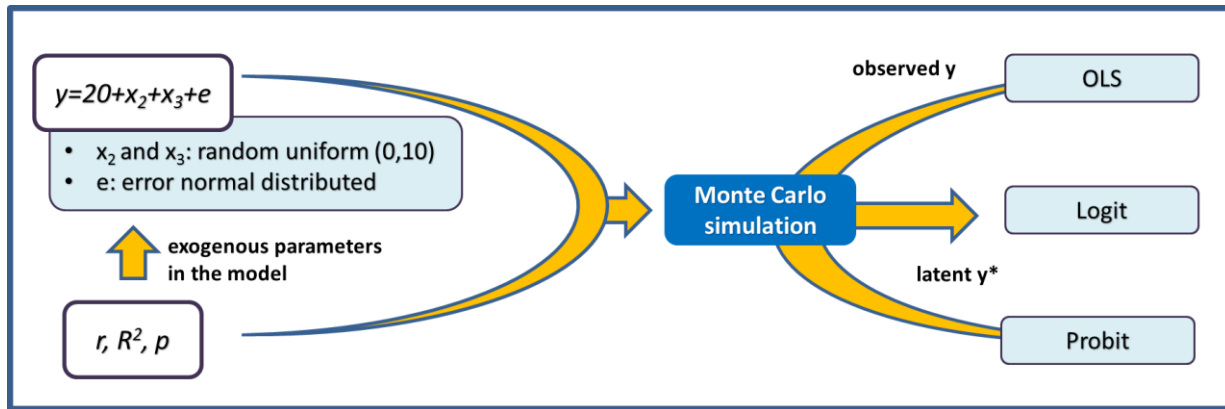 y=20+x₂+x₃+e
• x₂ and x₃: random uniform (0,10)
• e: error normal distributed
exogenous parameters
in the model
r, R², p
Monte Carlo
simulation
observed y
latent y*
OLS
Logit
Probit